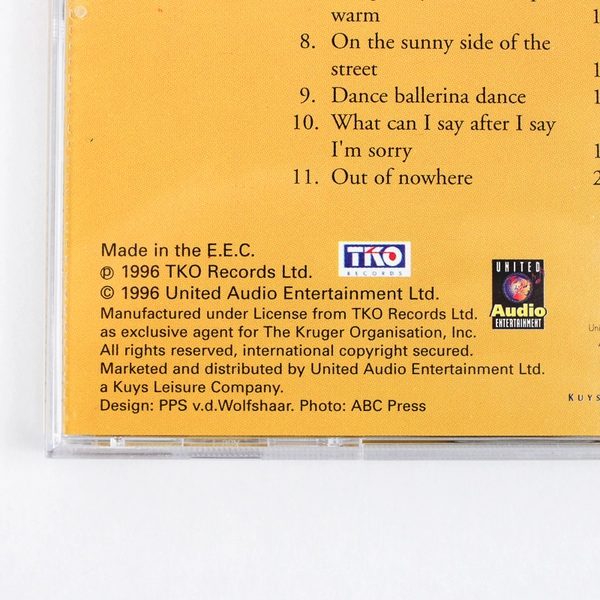 warm
8. On the sunny side of the
street
9. Dance ballerina dance
10. What can I say after I say
I'm sorry
11. Out of nowhere
Made in the E.E.C.
℗ 1996 TKO Records Ltd.
© 1996 United Audio Entertainment Ltd.
Manufactured under License from TKO Records Ltd.
as exclusive agent for The Kruger Organisation, Inc.
All rights reserved, international copyright secured.
Marketed and distributed by United Audio Entertainment Ltd.
a Kuys Leisure Company.
Design: PPS v.d.Wolfshaar. Photo: ABC Press
TKO
RECORDS
UNITED
Audio
ENTERTAINMENT
KUYS